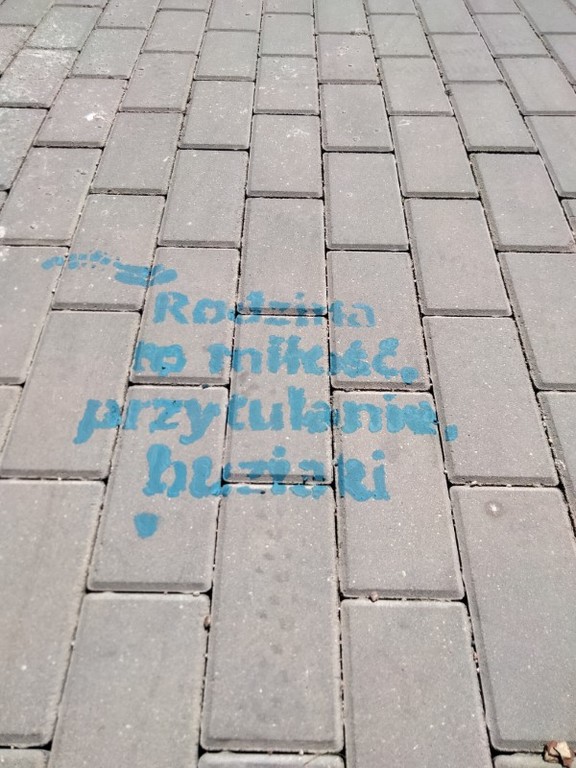 Rodzina
to miłość,
przytulanie,
buziaki